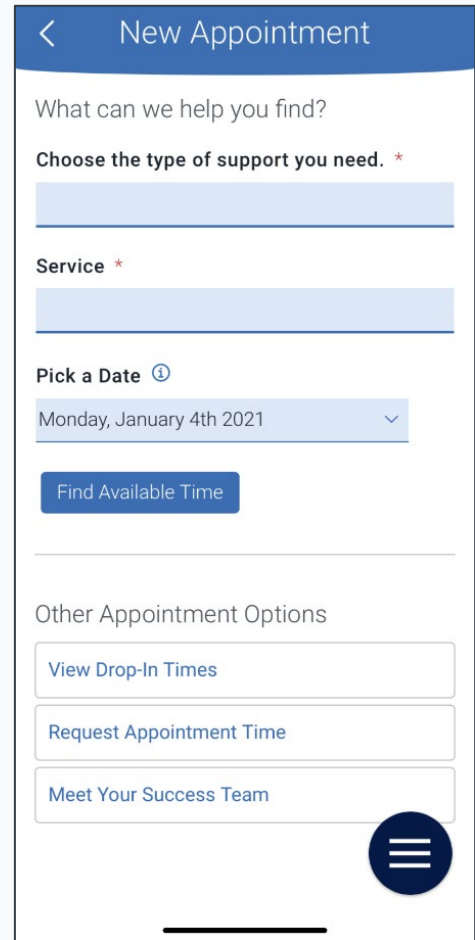 New Appointment
What can we help you find?
Choose the type of support you need. *
Service *
Pick a Date
Monday, January 4th 2021
Find Available Time
Other Appointment Options
View Drop-In Times
Request Appointment Time
Meet Your Success Team